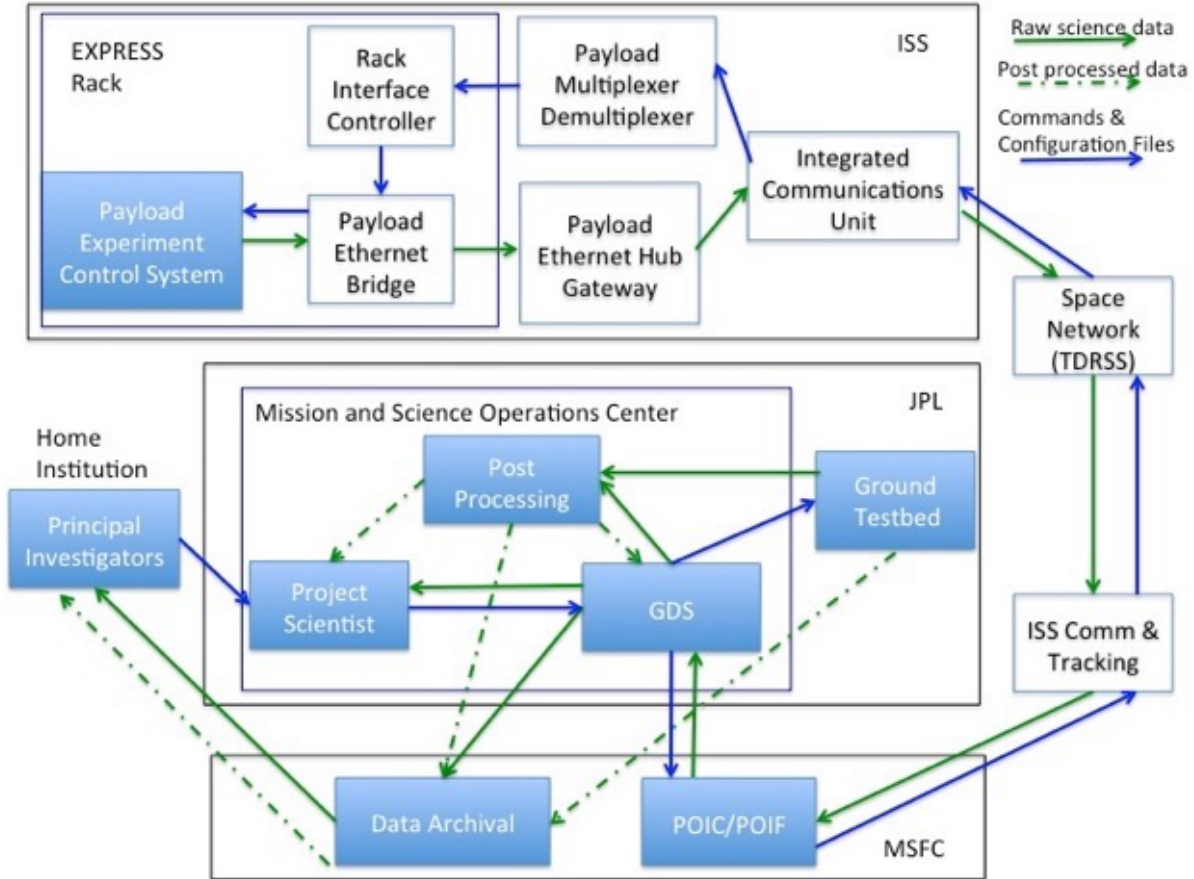 EXPRESS
Rack
Rack
Interface
Controller
Payload
Multiplexer
Demultiplexer
ISS
Raw science data
Post processed data
Commands &
Configuration Files
Payload
Experiment
Control System
Payload
Ethernet
Bridge
Payload
Ethernet Hub
Gateway
Integrated
Communications
Unit
Space
Network
(TDRSS)
JPL
Mission and Science Operations Center
Home
Institution
Principal
Investigators
Post
Processing
Ground
Testbed
Project
Scientist
GDS
ISS Comm &
Tracking
Data Archival
POIC/POIF
MSFC